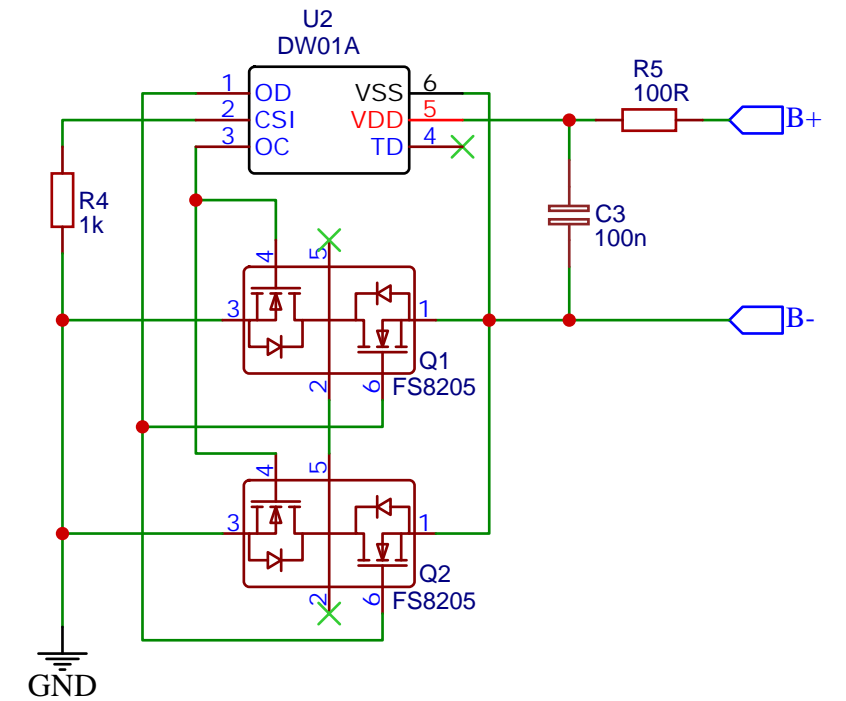 U2
DW01A
1 OD VSS 6
2 CSI VDD 5
3 OC TD 4
R5
100R
B+
R4
1k
C3
100n
4 5
3 1
B-
Q1
2 6 FS8205
4 5
3 1
Q2
2 6 FS8205
GND